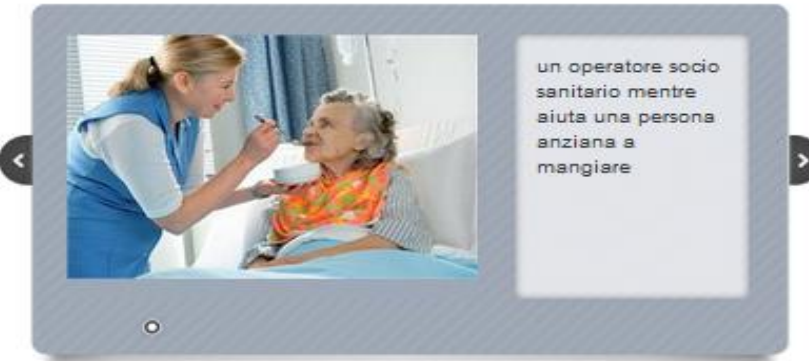 un operatore socio
sanitario mentre
aiuta una persona
anziana a
mangiare